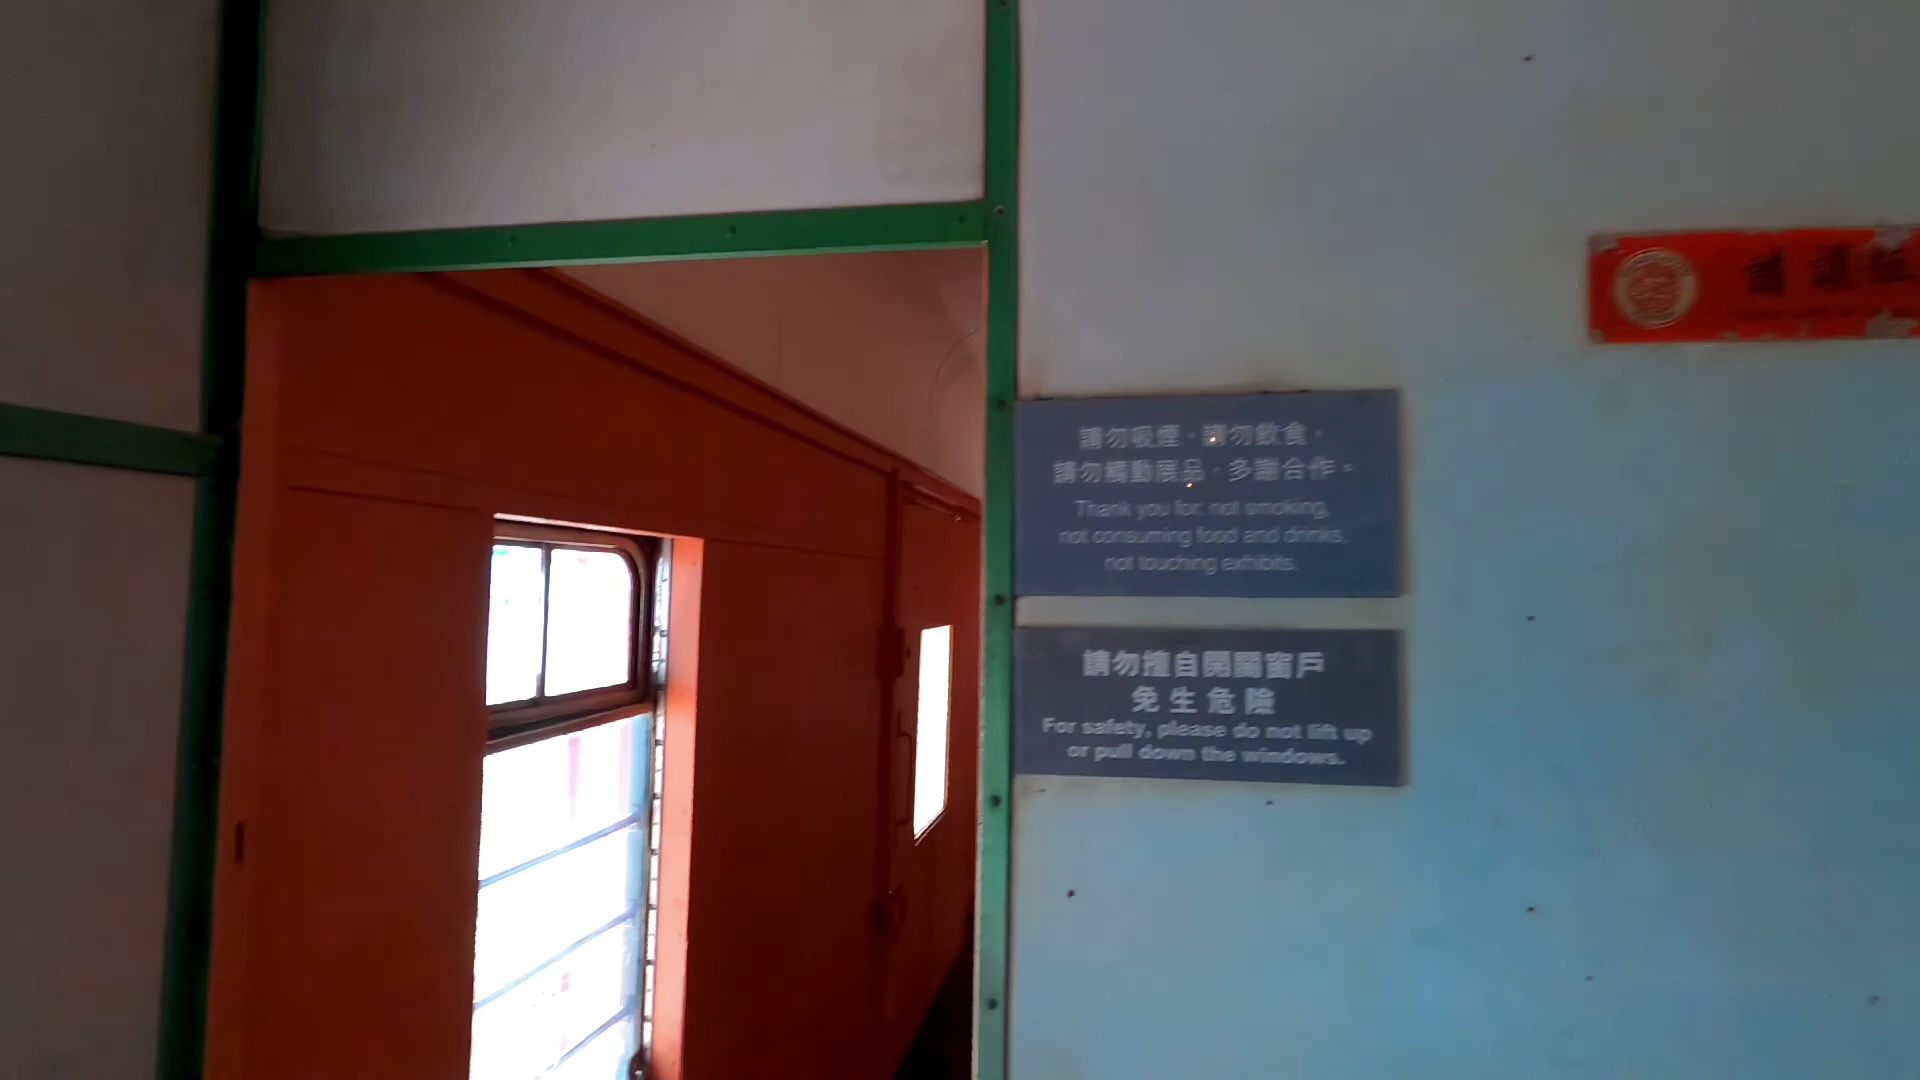 請勿吸煙，請勿飲食，
請勿觸動展品，多謝合作。
Thank you for: not smoking,
not consuming food and drinks,
not touching exhibits.
請勿擅自開關窗戶
免生危險
For safety, please do not lift up
or pull down the windows.